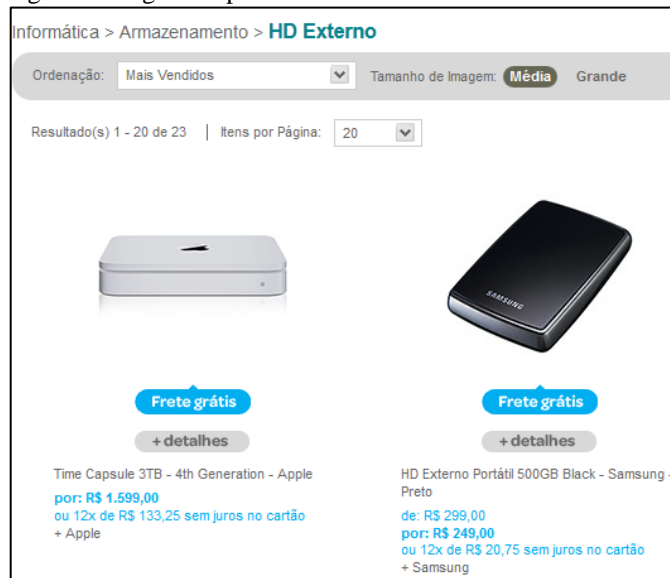 Informática > Armazenamento > HD Externo
Ordenação: Mais Vendidos Tamanho de Imagem: Média Grande
Resultado(s) 1 - 20 de 23 | Itens por Página: 20
SAMSUNG
Frete grátis Frete grátis
+ detalhes + detalhes
Time Capsule 3TB - 4th Generation - Apple
por: R$ 1.599,00
ou 12x de R$ 133,25 sem juros no cartão
+ Apple
HD Externo Portátil 500GB Black - Samsung -
Preto
de: R$ 299,00
por: R$ 249,00
ou 12x de R$ 20,75 sem juros no cartão
+ Samsung